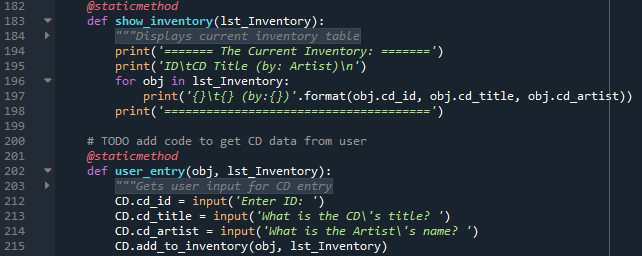 182 @staticmethod
183 def show_inventory(lst_Inventory):
184 """Displays current inventory table
194 print('======= The Current Inventory: =======')
195 print('ID\tCD Title (by: Artist)\n')
196 for obj in lst_Inventory:
197 print('{}\t{} (by:{})'.format(obj.cd_id, obj.cd_title, obj.cd_artist))
198 print('======================================')
199
200 # TODO add code to get CD data from user
201 @staticmethod
202 def user_entry(obj, lst_Inventory):
203 """Gets user input for CD entry
212 CD.cd_id = input('Enter ID: ')
213 CD.cd_title = input('What is the CD\'s title? ')
214 CD.cd_artist = input('What is the Artist\'s name? ')
215 CD.add_to_inventory(obj, lst_Inventory)